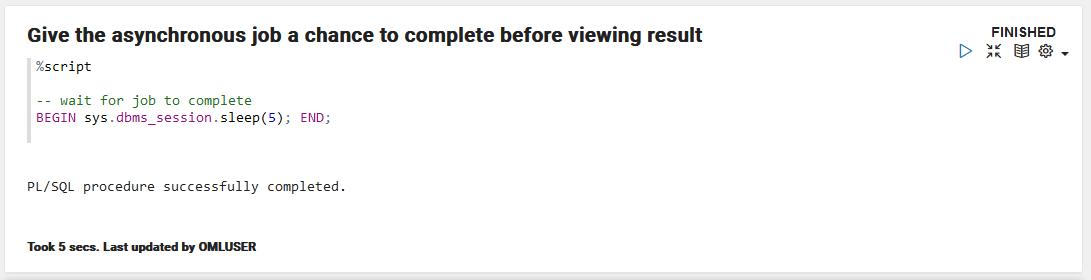 Give the asynchronous job a chance to complete before viewing result
FINISHED
%script
-- wait for job to complete
BEGIN sys.dbms_session.sleep(5); END;
PL/SQL procedure successfully completed.
Took 5 secs. Last updated by OMLUSER